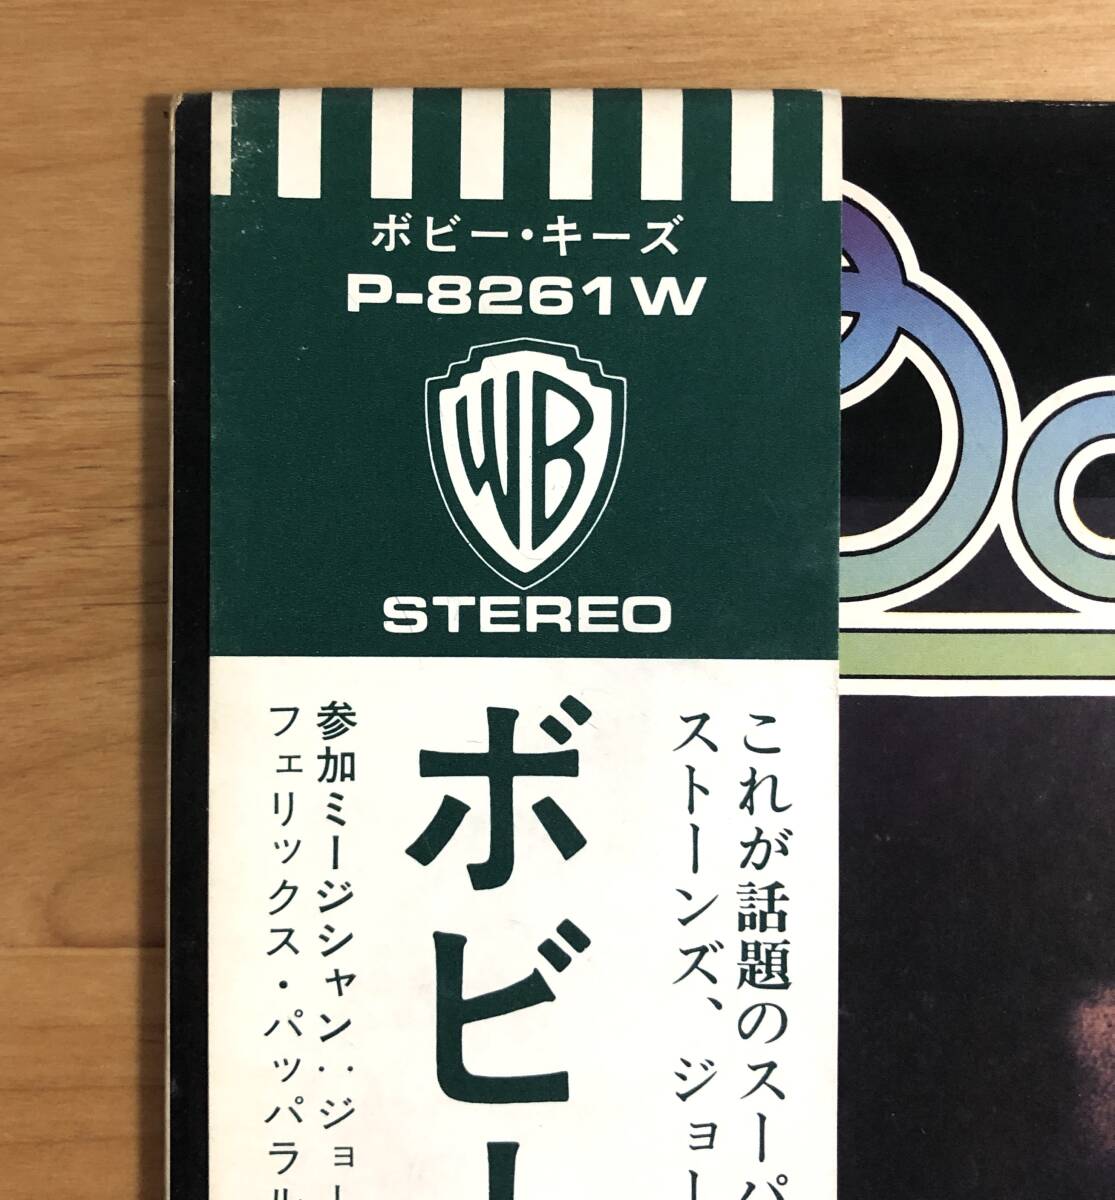 ボビー・キーズ
P-8261W
WB
STEREO
これが話題のスーパ
ストーンズ、ジョー
ボビー
参加ミージシャン:ジョー
フェリックス・パッパラル